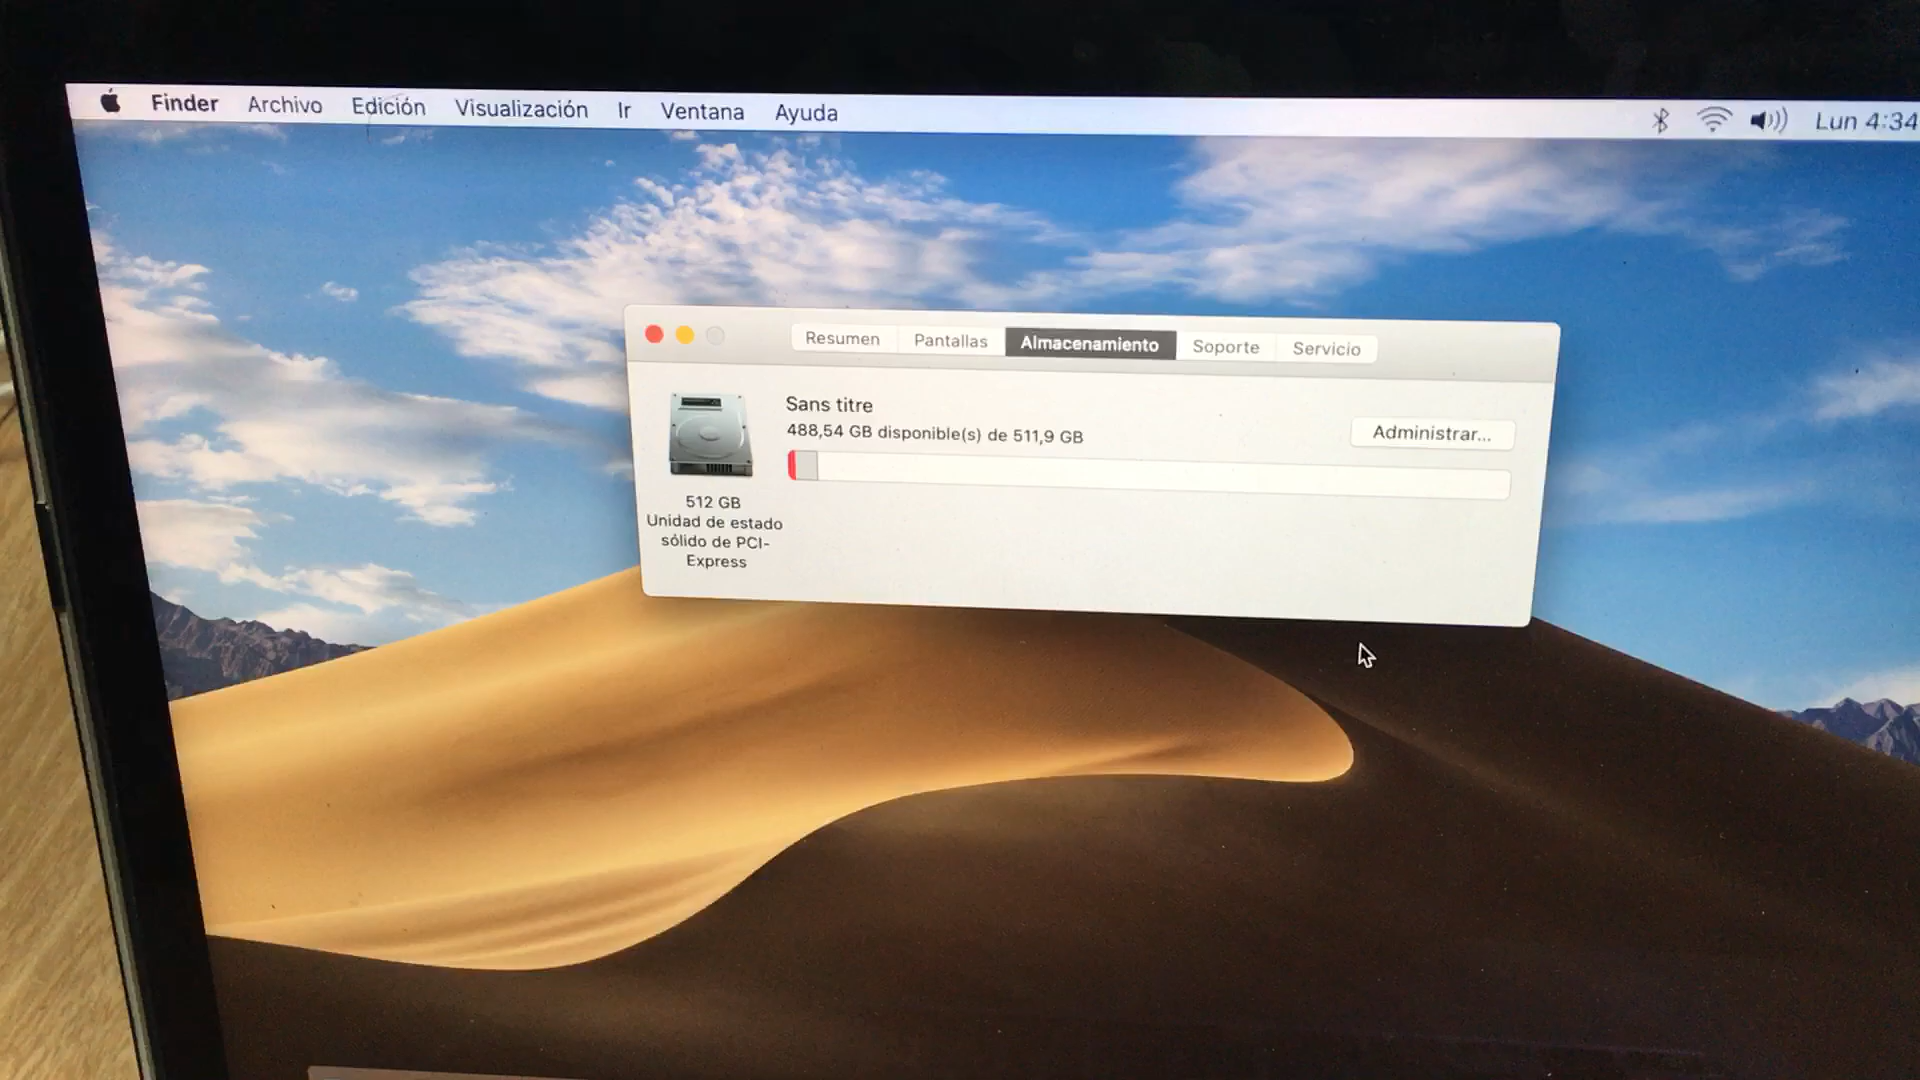 Finder Archivo Edición Visualización Ir Ventana Ayuda Lun 4:34
Resumen Pantallas Almacenamiento Soporte Servicio
Sans titre
488,54 GB disponible(s) de 511,9 GB
Administrar...
512 GB
Unidad de estado
sólido de PCI-
Express